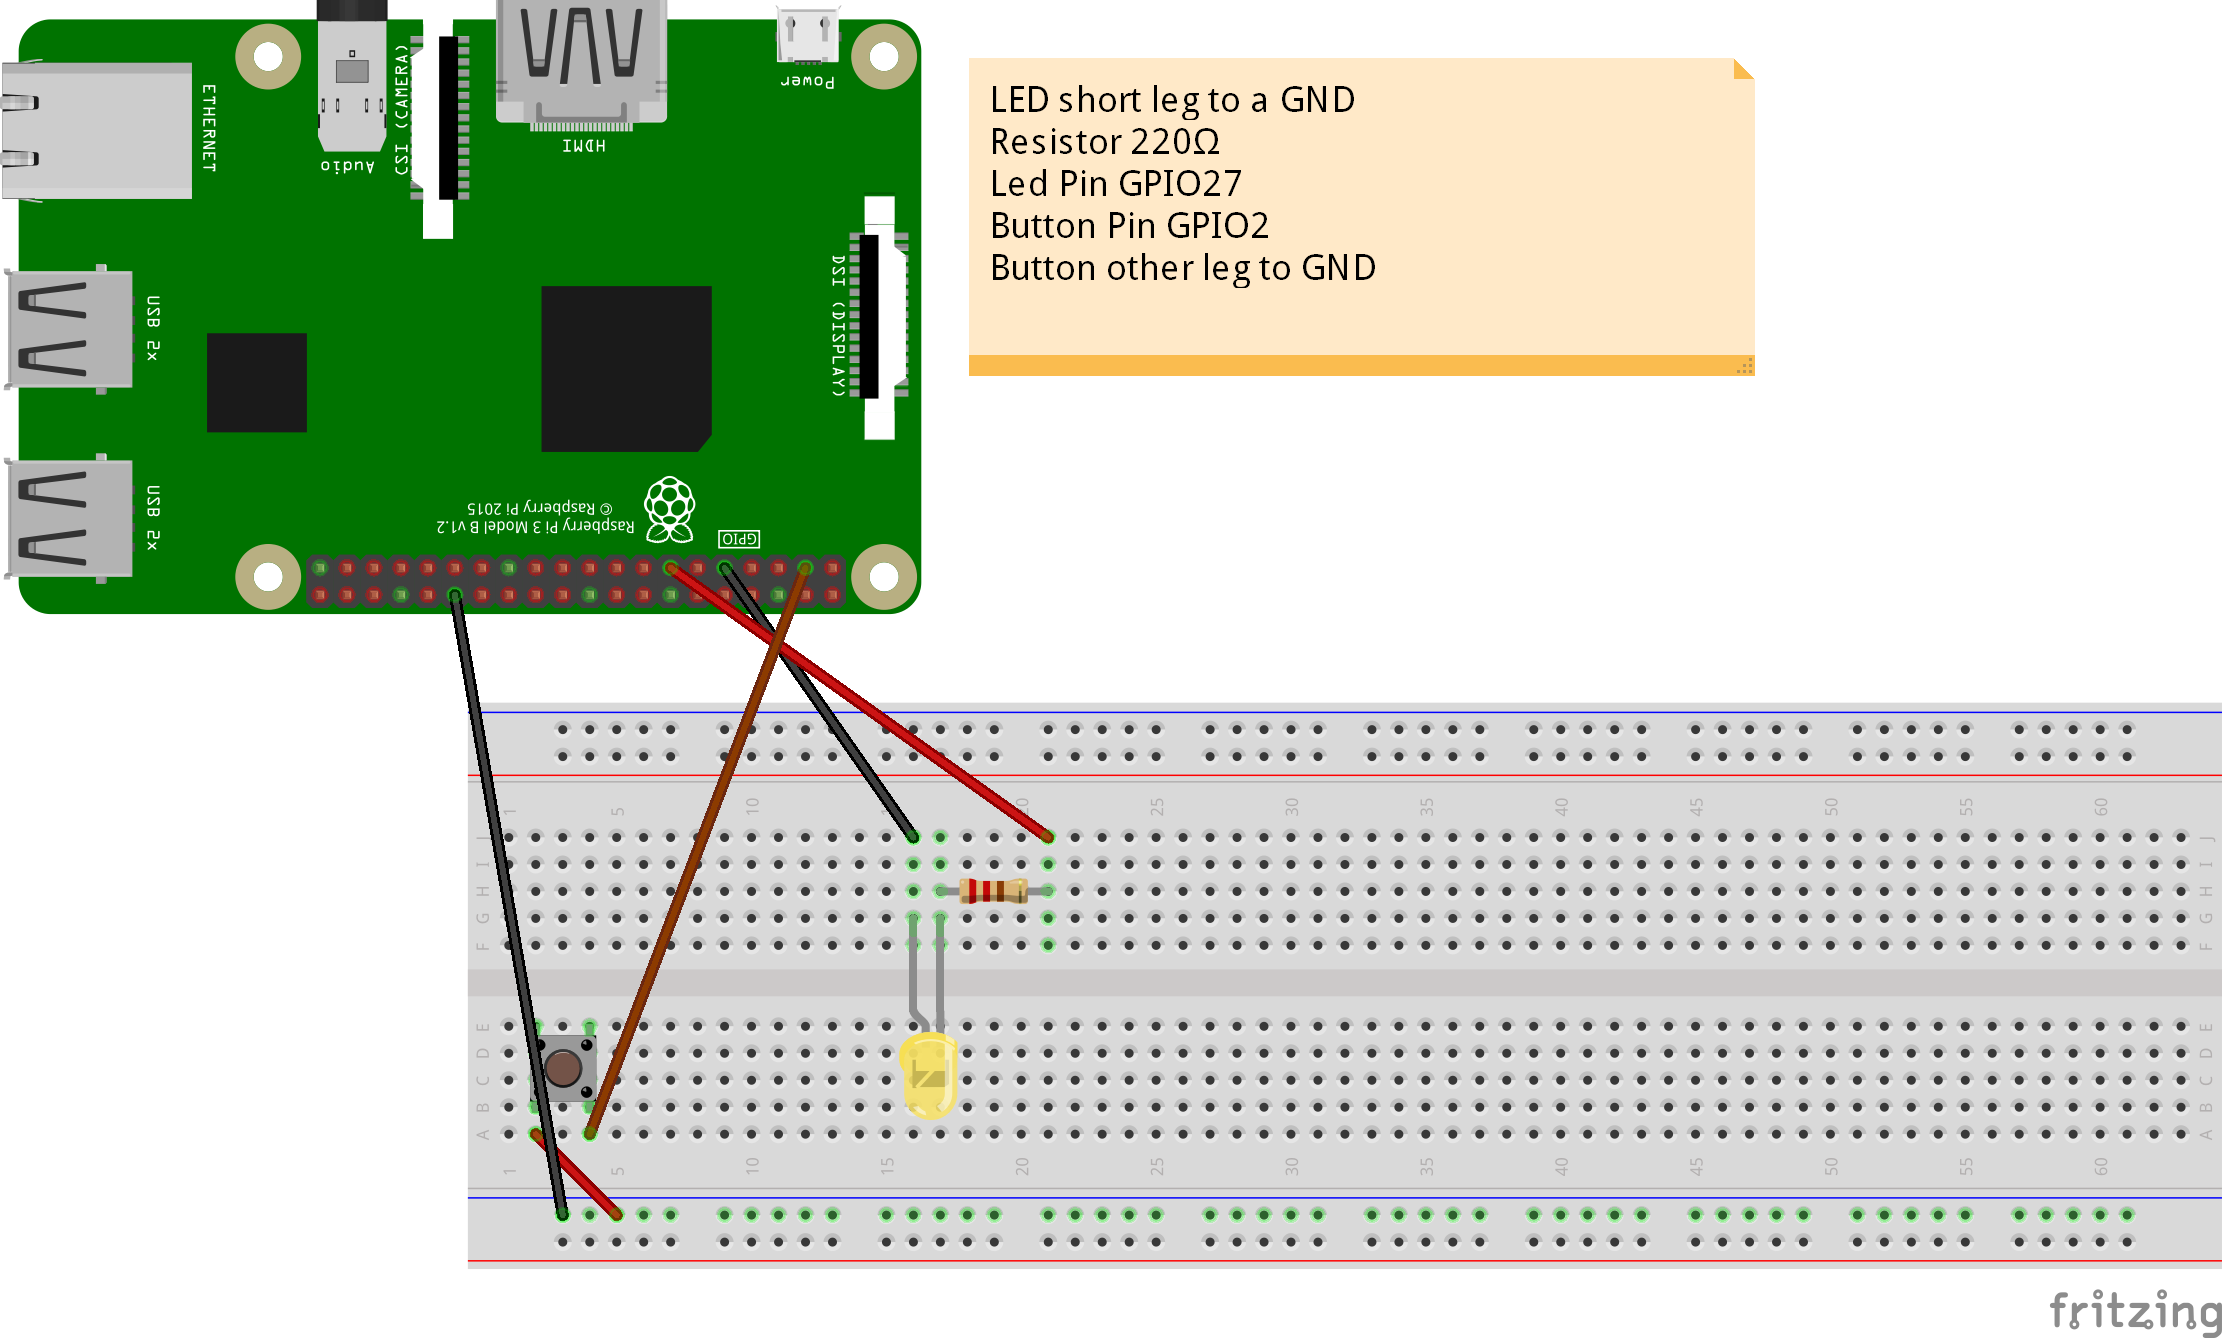 ETHERNET
Audio
CSI (CAMERA)
HDMI
Power
LED short leg to a GND
Resistor 220Ω
Led Pin GPIO27
Button Pin GPIO2
Button other leg to GND
DSI (DISPLAY)
USB 2x
USB 2x
Raspberry Pi 3 Model B v1.2
© Raspberry Pi 2015
GPIO
1 5 10 20 25 30 35 40 45 50 55 60
J J
I I
H H
G G
F F
E E
D D
C C
B B
A A
1 5 10 15 20 25 30 35 40 45 50 55 60
fritzing